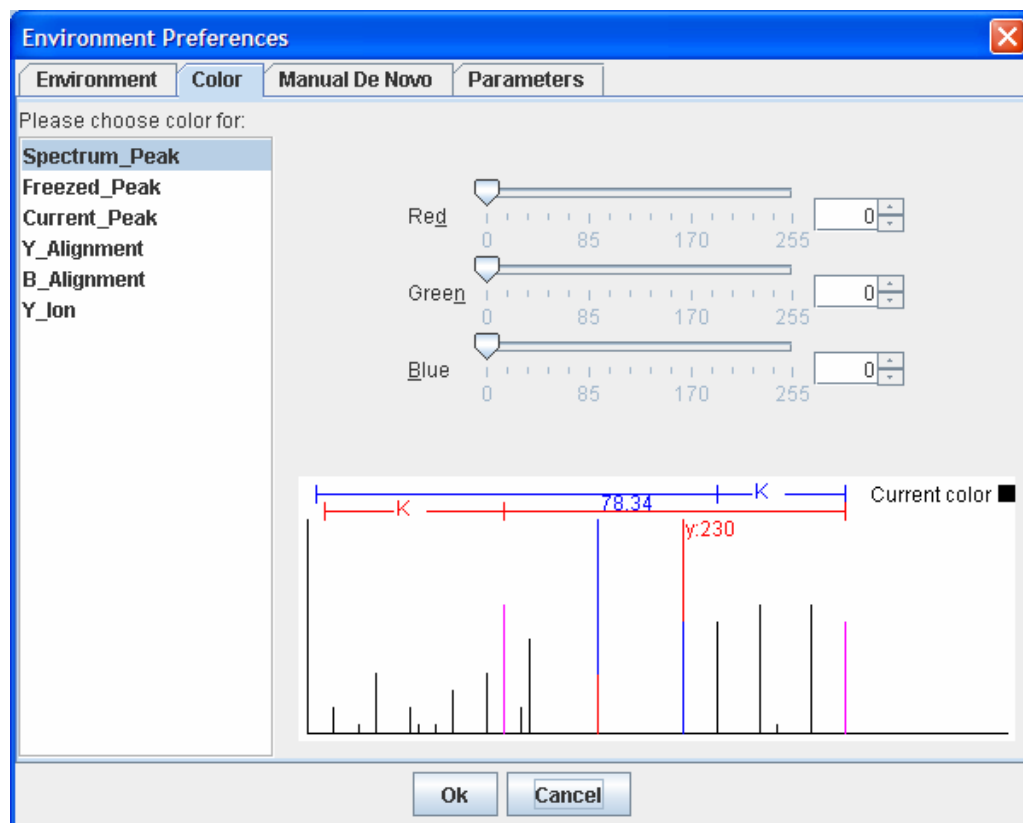 Environment Preferences
Environment Color Manual De Novo Parameters
Please choose color for:
Spectrum_Peak
Freezed_Peak
Current_Peak
Y_Alignment
B_Alignment
Y_Ion
Red 0
0 85 170 255
Green 0
0 85 170 255
Blue 0
0 85 170 255
K
78.34
K
Current color
y:230
Ok Cancel